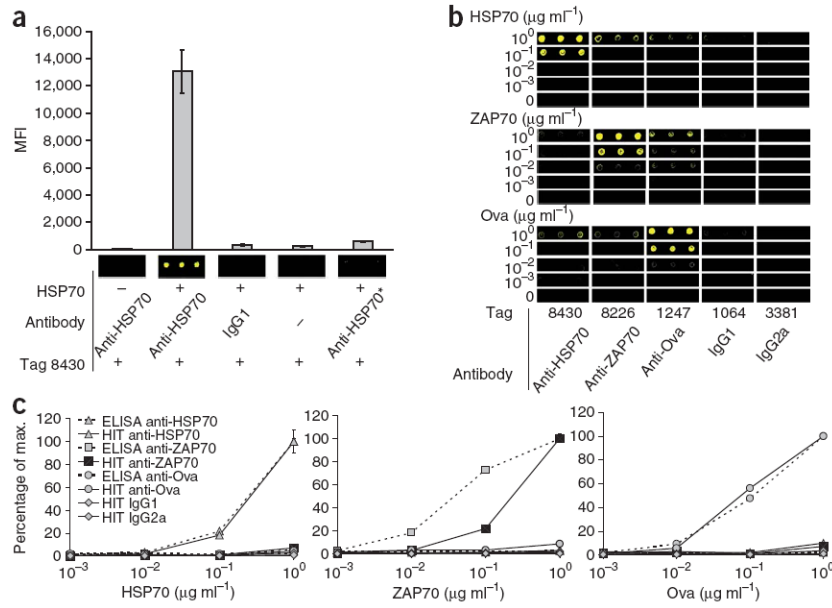 a
16,000
14,000
12,000
10,000
8,000
6,000
4,000
2,000
0
MFI
HSP70 – + + + +
Antibody Anti-HSP70 Anti-HSP70 IgG1 – Anti-HSP70*
Tag 8430 + + + + +
b
HSP70 (µg ml⁻¹)
10⁰
10⁻¹
10⁻²
10⁻³
0
ZAP70 (µg ml⁻¹)
10⁰
10⁻¹
10⁻²
10⁻³
0
Ova (µg ml⁻¹)
10⁰
10⁻¹
10⁻²
10⁻³
0
Tag 8430 8226 1247 1064 3381
Antibody Anti-HSP70 Anti-ZAP70 Anti-Ova IgG1 IgG2a
c
Percentage of max.
120
100
80
60
40
20
0
ELISA anti-HSP70
HIT anti-HSP70
ELISA anti-ZAP70
HIT anti-ZAP70
ELISA anti-Ova
HIT anti-Ova
HIT IgG1
HIT IgG2a
10⁻³ 10⁻² 10⁻¹ 10⁰
HSP70 (µg ml⁻¹)
120
100
80
60
40
20
0
10⁻³ 10⁻² 10⁻¹ 10⁰
ZAP70 (µg ml⁻¹)
120
100
80
60
40
20
0
10⁻³ 10⁻² 10⁻¹ 10⁰
Ova (µg ml⁻¹)